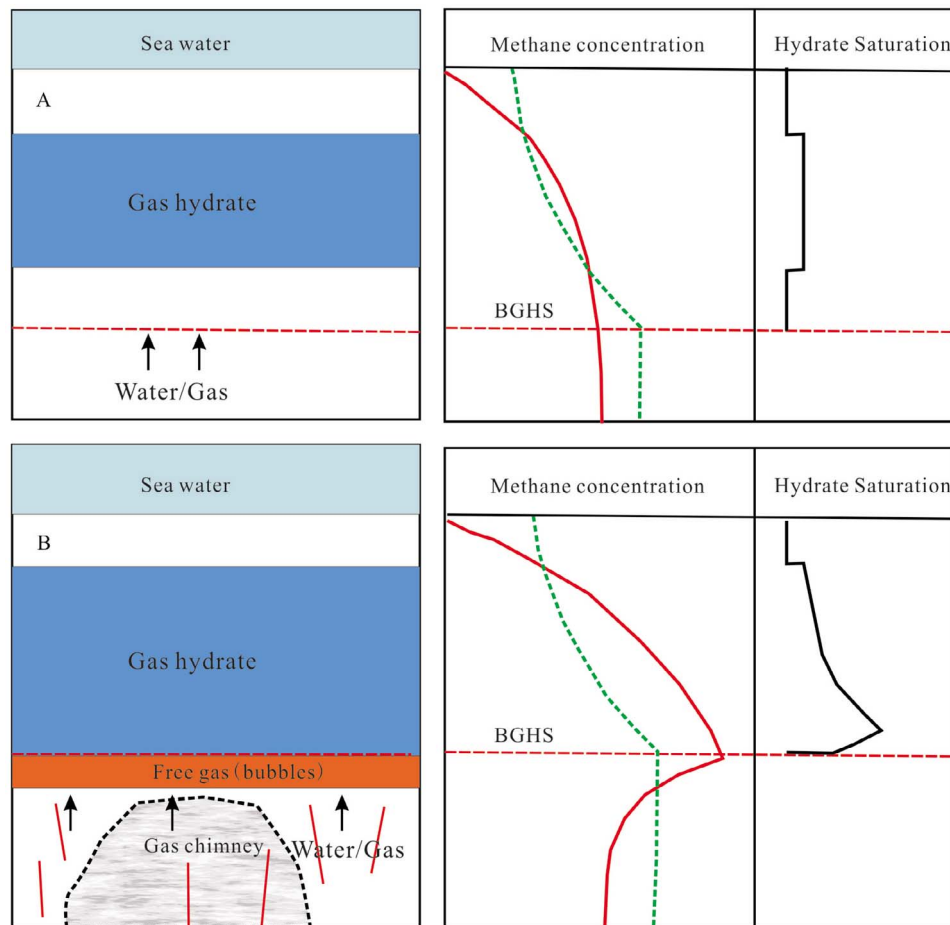 Sea water
A
Gas hydrate
Water/Gas
Methane concentration
Hydrate Saturation
BGHS
Sea water
B
Gas hydrate
Free gas (bubbles)
Gas chimney
Water/Gas
Methane concentration
Hydrate Saturation
BGHS